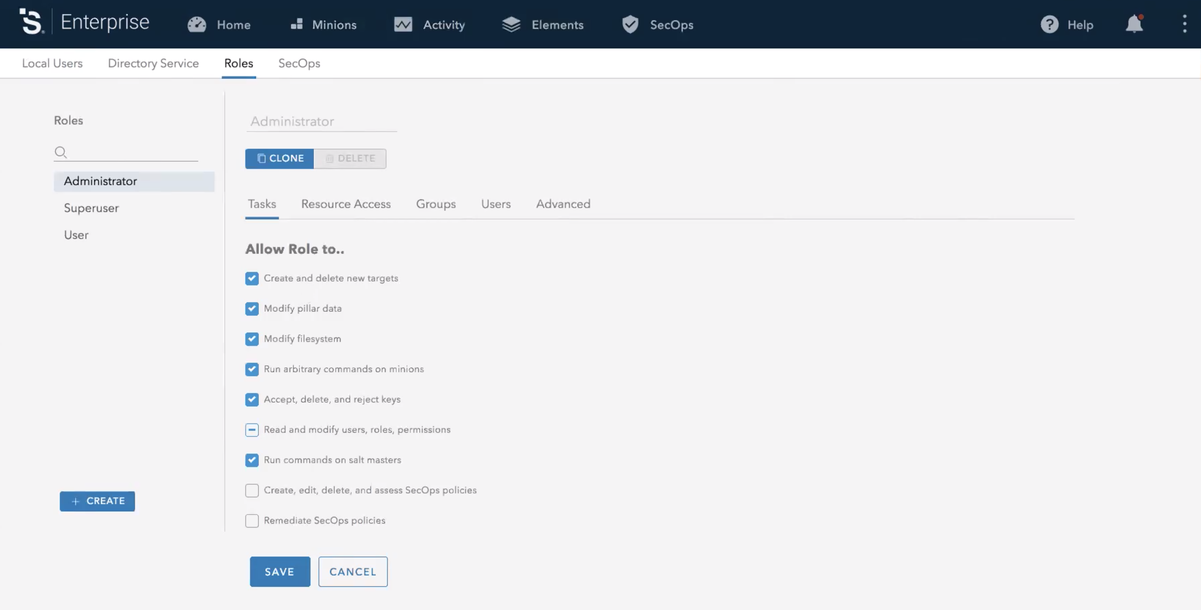 S. Enterprise Home Minions Activity Elements SecOps Help
Local Users Directory Service Roles SecOps
Roles
Administrator
Superuser
User
+ CREATE
Administrator
CLONE DELETE
Tasks Resource Access Groups Users Advanced
Allow Role to..
Create and delete new targets
Modify pillar data
Modify filesystem
Run arbitrary commands on minions
Accept, delete, and reject keys
Read and modify users, roles, permissions
Run commands on salt masters
Create, edit, delete, and assess SecOps policies
Remediate SecOps policies
SAVE CANCEL